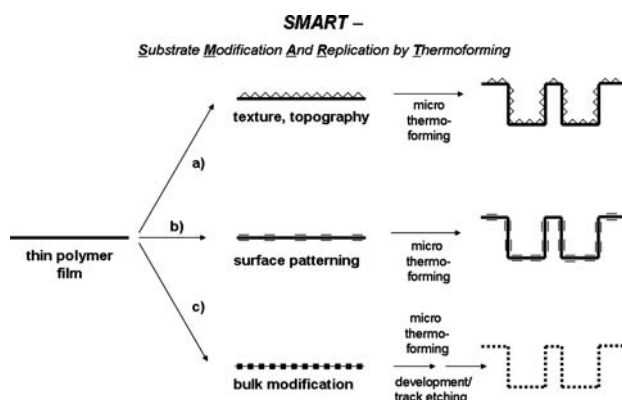 SMART –
Substrate Modification And Replication by Thermoforming
texture, topography
micro
thermo-
forming
a)
thin polymer
film
b)
surface patterning
micro
thermo-
forming
c)
bulk modification
micro
thermo-
forming
development/
track etching